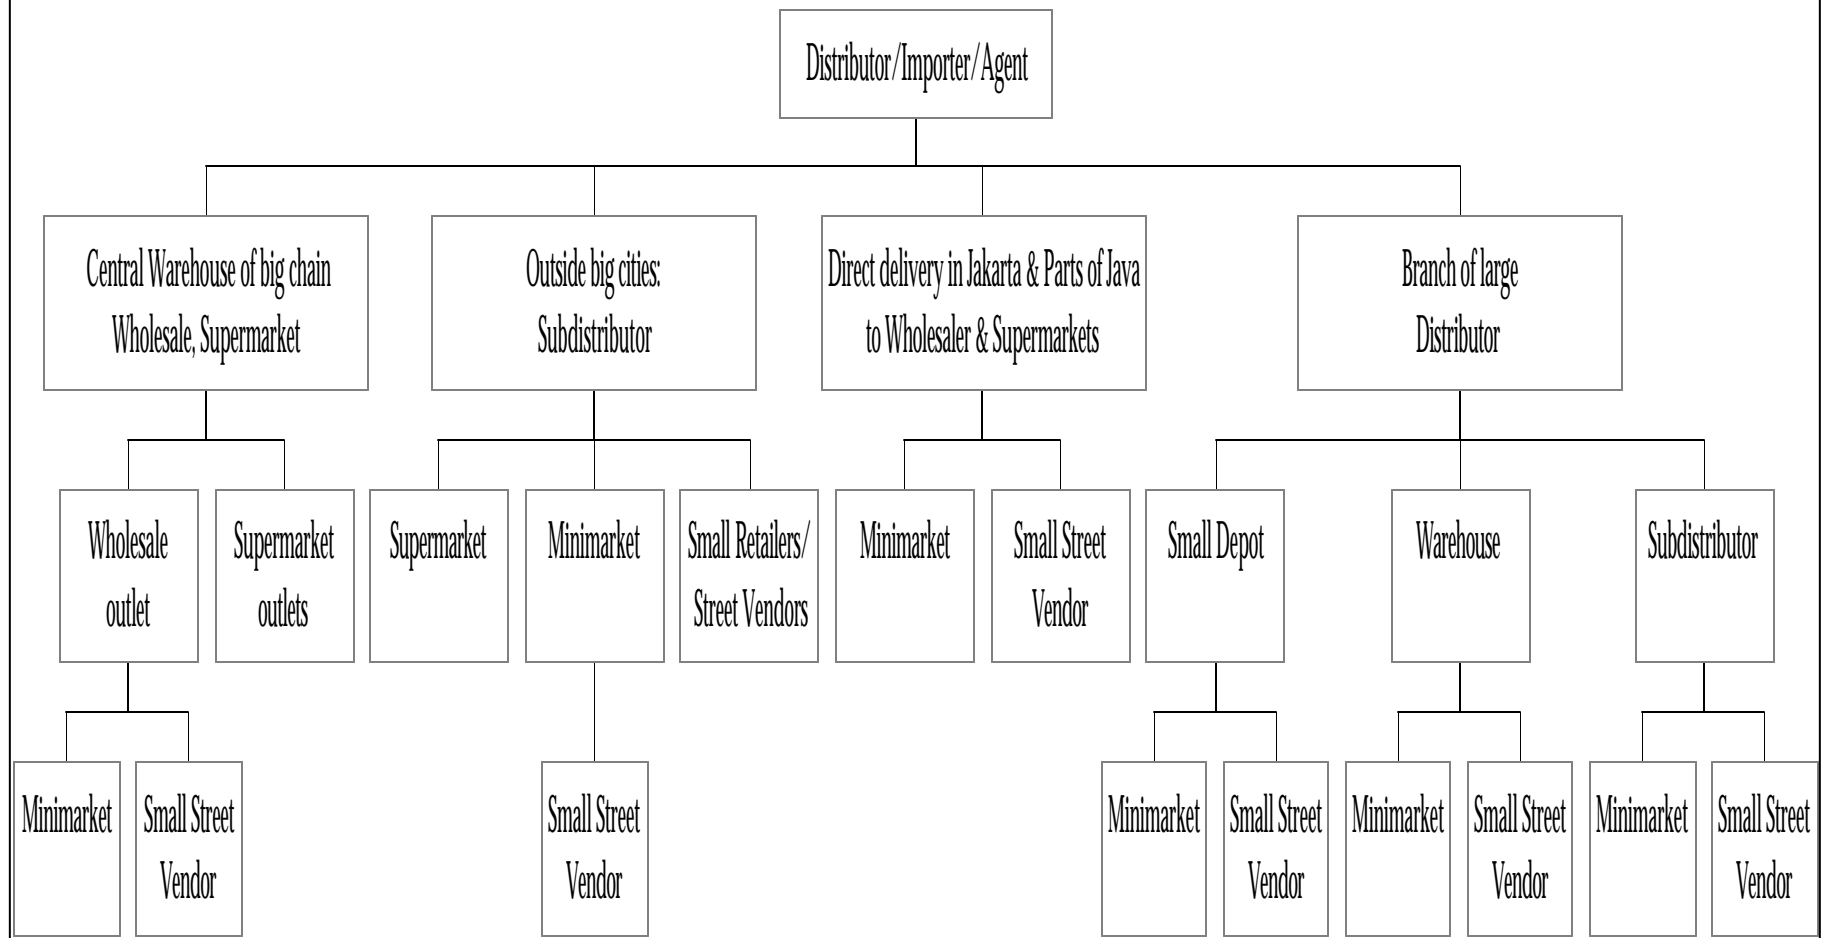 Distributor/Importer/Agent
Central Warehouse of big chain
Wholesale, Supermarket
Outside big cities:
Subdistributor
Direct delivery in Jakarta & Parts of Java
to Wholesaler & Supermarkets
Branch of large
Distributor
Wholesale
outlet
Supermarket
outlets
Supermarket
Minimarket
Small Retailers/
Street Vendors
Minimarket
Small Street
Vendor
Small Depot
Warehouse
Subdistributor
Minimarket
Small Street
Vendor
Small Street
Vendor
Minimarket
Small Street
Vendor
Minimarket
Small Street
Vendor
Minimarket
Small Street
Vendor